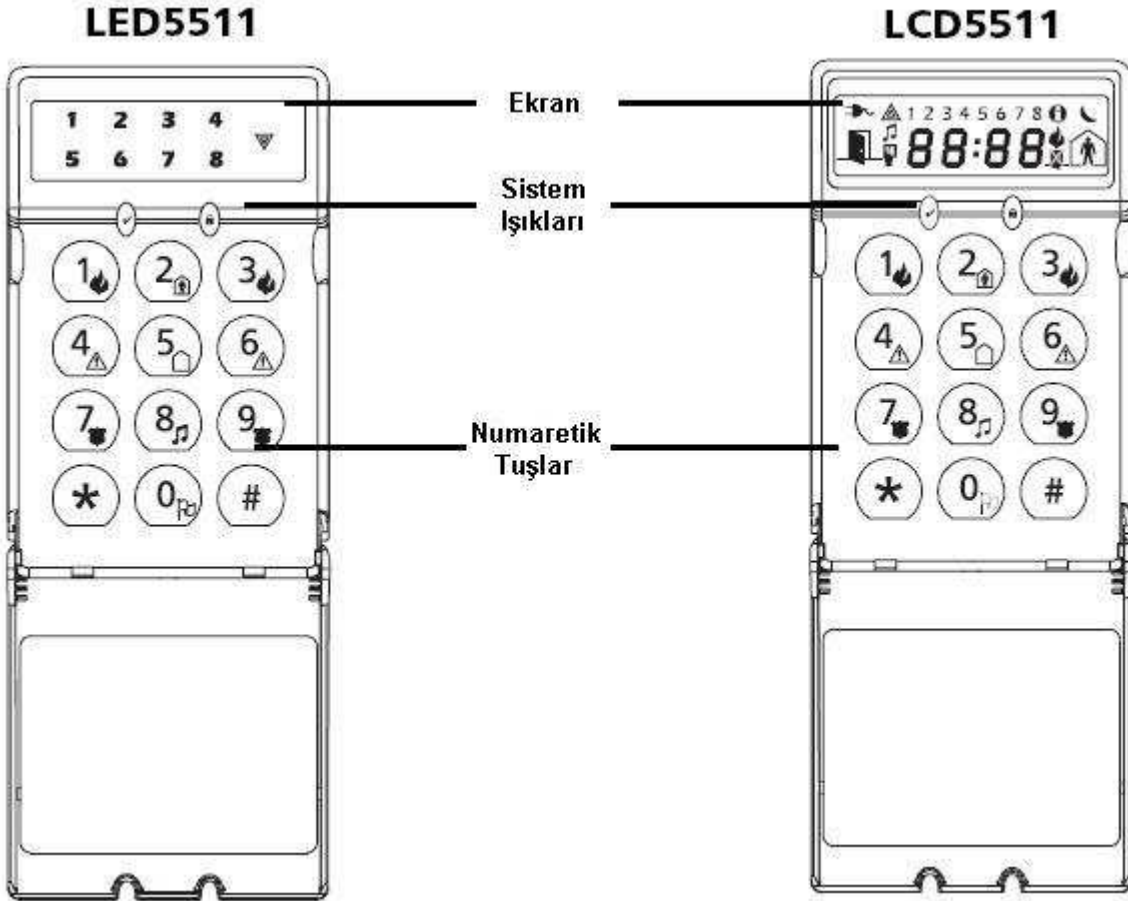 LED5511
LCD5511
1 2 3 4
5 6 7 8
Ekran
1 2 3 4 5 6 7 8
88:88
Sistem
Işıkları
1 2 3
4 5 6
7 8 9
* 0 #
Numaretik
Tuşlar
1 2 3
4 5 6
7 8 9
* 0 #